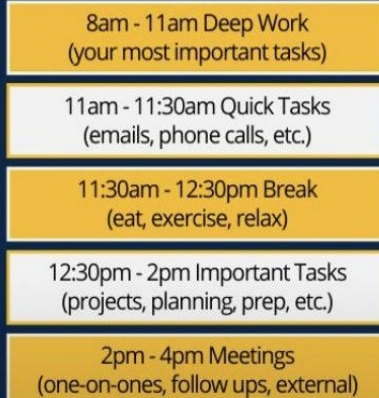 8am - 11am Deep Work
(your most important tasks)
11am - 11:30am Quick Tasks
(emails, phone calls, etc.)
11:30am - 12:30pm Break
(eat, exercise, relax)
12:30pm - 2pm Important Tasks
(projects, planning, prep, etc.)
2pm - 4pm Meetings
(one-on-ones, follow ups, external)